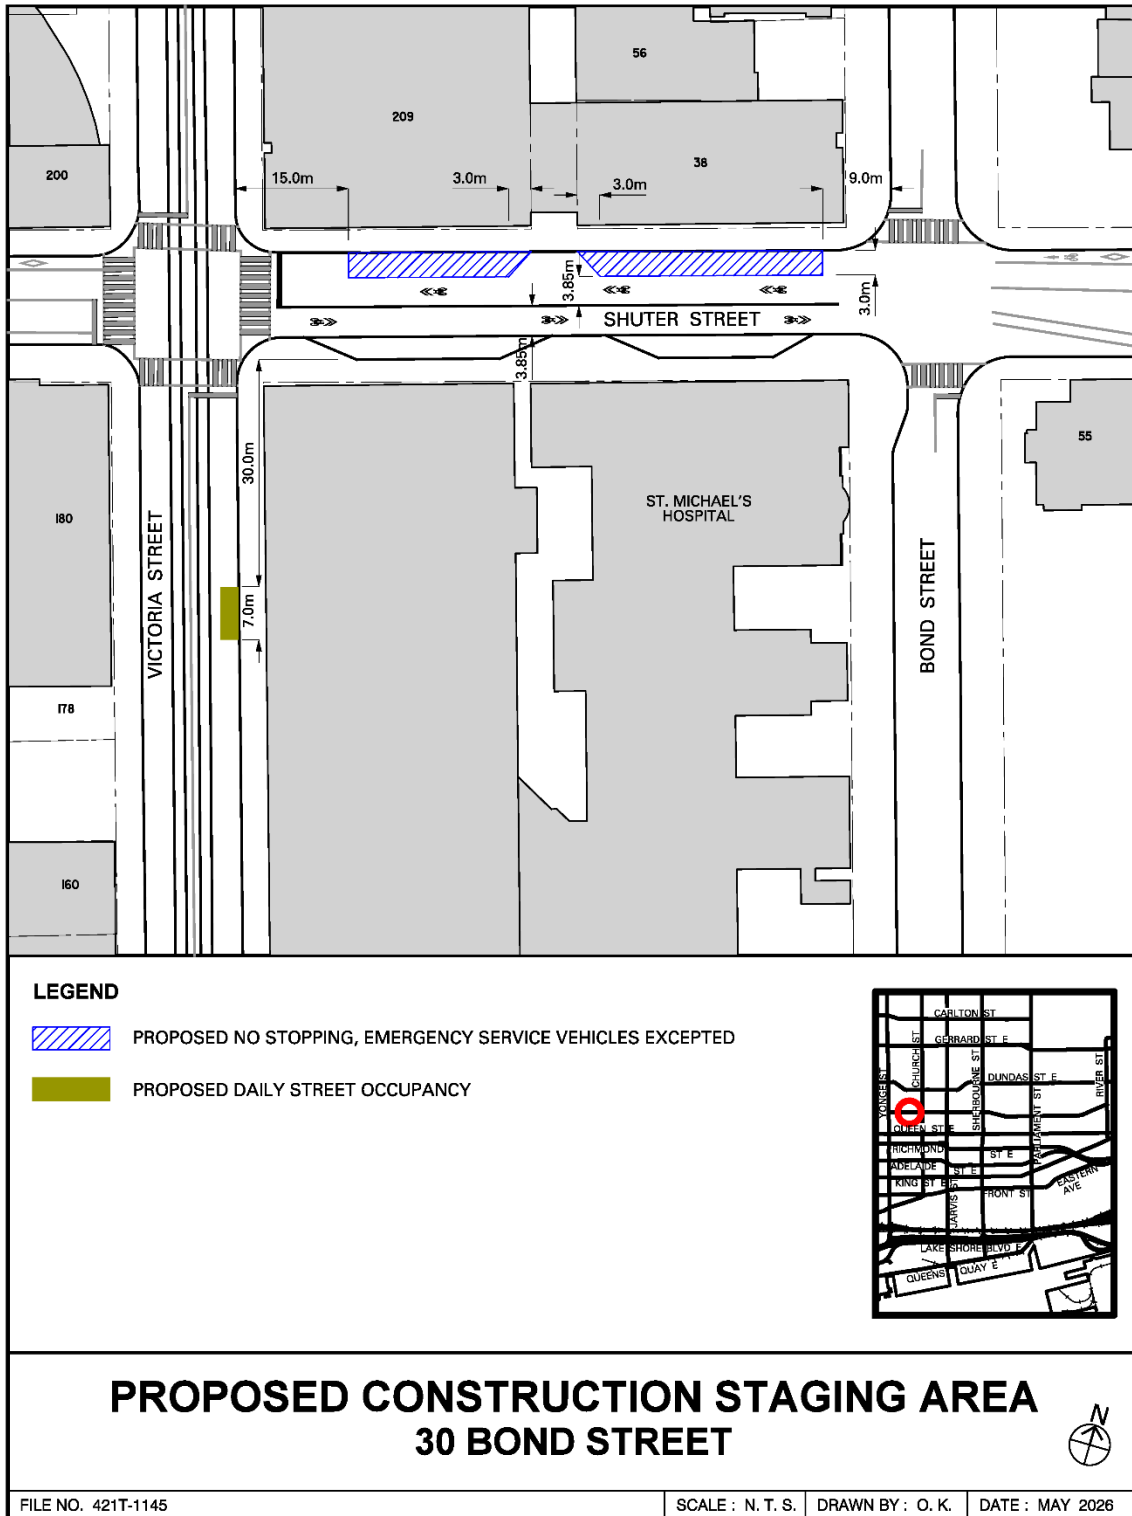 56
209
38
200
15.0m
3.0m
3.0m
9.0m
3.85m
3.0m
SHUTER STREET
3.85m
30.0m
55
ST. MICHAEL'S
HOSPITAL
180
VICTORIA STREET
BOND STREET
7.0m
178
160
LEGEND
PROPOSED NO STOPPING, EMERGENCY SERVICE VEHICLES EXCEPTED
PROPOSED DAILY STREET OCCUPANCY
CARLTON ST
GERRARD ST E
CHURCH ST
YONGE ST
SHERBOURNE ST
DUNDAS ST E
PARLIAMENT ST
RIVER ST
QUEEN ST E
RICHMOND ST E
ADELAIDE ST E
KING ST E
JARVIS ST
FRONT ST
EASTERN
AVE
LAKE SHORE BLVD E
QUEENS QUAY E
PROPOSED CONSTRUCTION STAGING AREA
30 BOND STREET
N
FILE NO. 421T-1145
SCALE : N. T. S.
DRAWN BY : O. K.
DATE : MAY 2026